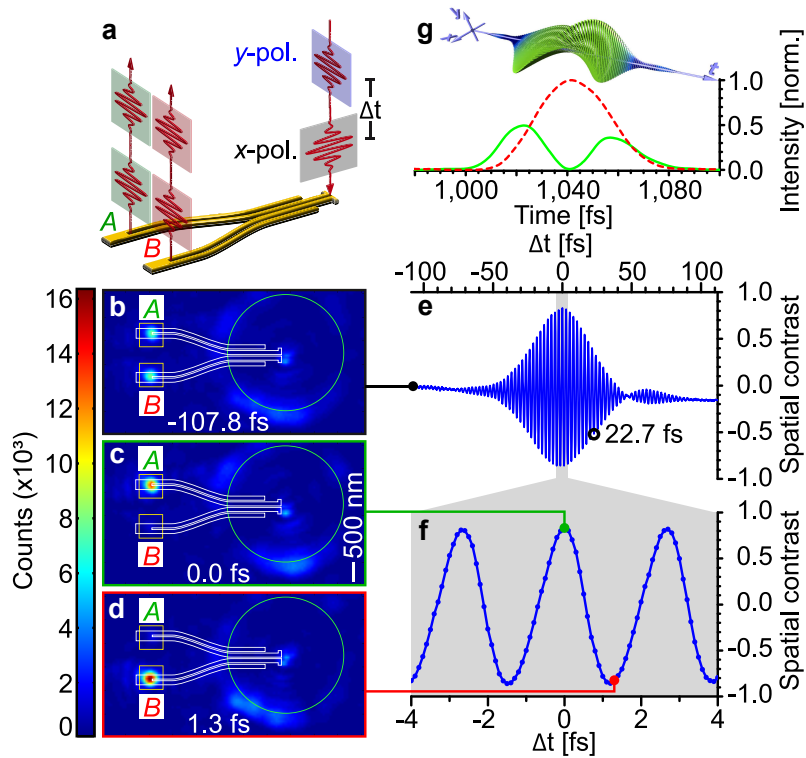 a
y-pol.
Δt
x-pol.
A
B
g
y
x
t
1.0
0.5
0.0
Intensity [norm.]
1,000 1,040 1,080
Time [fs]
Δt [fs]
-100 -50 0 50 100
b
A
B
-107.8 fs
c
A
B
0.0 fs
500 nm
d
A
B
1.3 fs
Counts (x10³)
16
14
12
10
8
6
4
2
0
e
22.7 fs
1.0
0.5
0.0
-0.5
-1.0
Spatial contrast
f
1.0
0.5
0.0
-0.5
-1.0
Spatial contrast
-4 -2 0 2 4
Δt [fs]